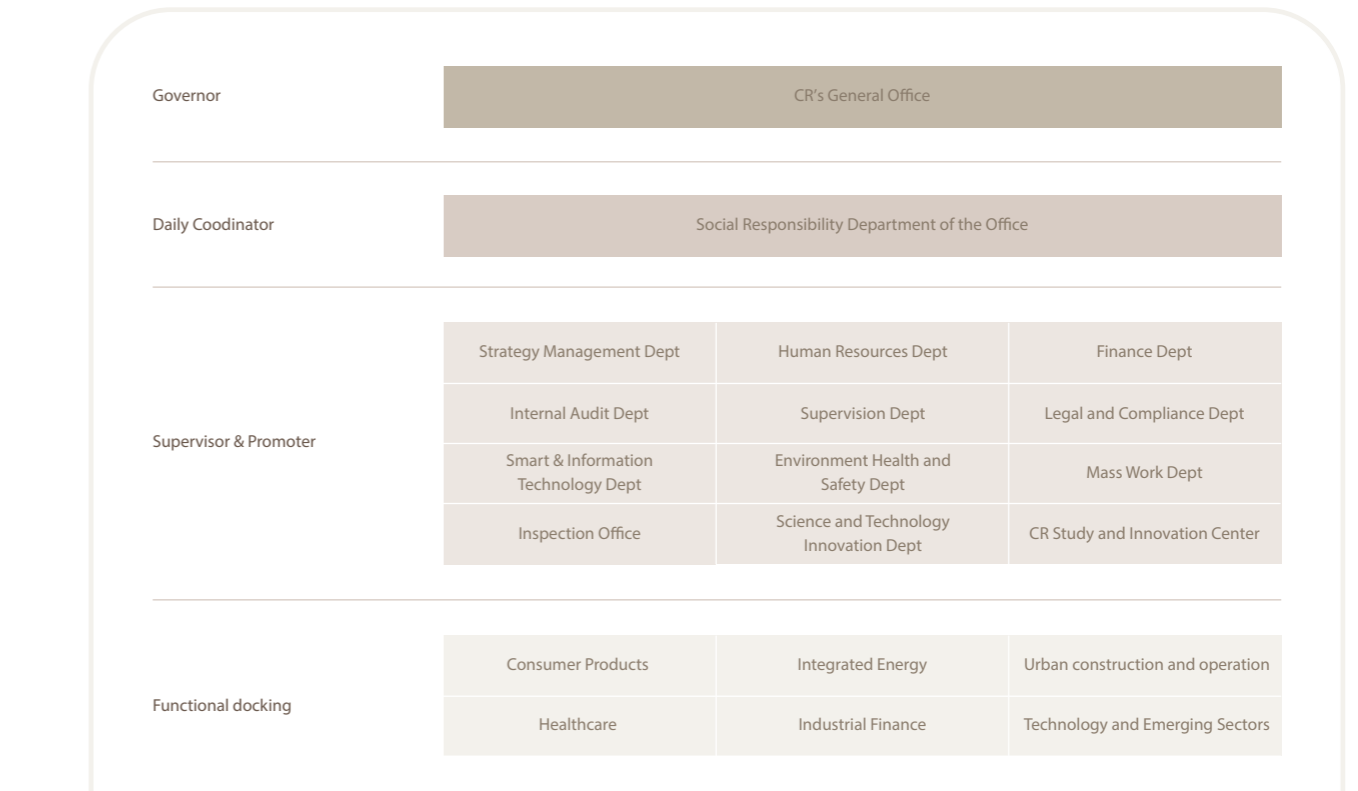 Governor
CR's General Office
Daily Coodinator
Social Responsibility Department of the Office
Supervisor & Promoter
Strategy Management Dept
Human Resources Dept
Finance Dept
Internal Audit Dept
Supervision Dept
Legal and Compliance Dept
Smart & Information
Technology Dept
Environment Health and
Safety Dept
Mass Work Dept
Inspection Office
Science and Technology
Innovation Dept
CR Study and Innovation Center
Functional docking
Consumer Products
Integrated Energy
Urban construction and operation
Healthcare
Industrial Finance
Technology and Emerging Sectors